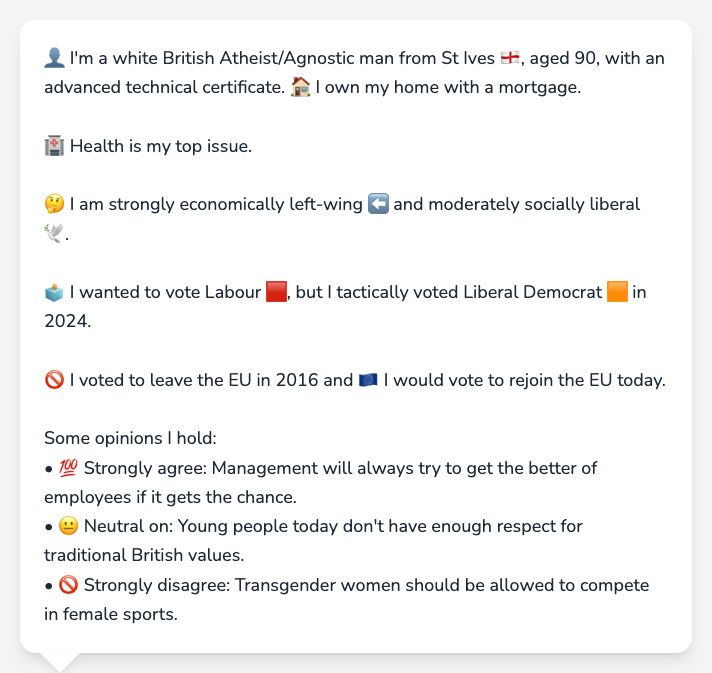 👤 I'm a white British Atheist/Agnostic man from St Ives 🏴󠁧󠁢󠁥󠁮󠁧󠁿, aged 90, with an
advanced technical certificate. 🏠 I own my home with a mortgage.
🏥 Health is my top issue.
🤔 I am strongly economically left-wing ⬅️ and moderately socially liberal
🕊️.
🗳️ I wanted to vote Labour 🟥, but I tactically voted Liberal Democrat 🟧 in
2024.
🚫 I voted to leave the EU in 2016 and 🇪🇺 I would vote to rejoin the EU today.
Some opinions I hold:
• 💯 Strongly agree: Management will always try to get the better of
employees if it gets the chance.
• 😐 Neutral on: Young people today don't have enough respect for
traditional British values.
• 🚫 Strongly disagree: Transgender women should be allowed to compete
in female sports.